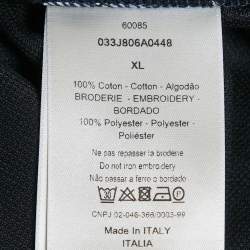 60085
033J806A0448
XL
100% Coton - Cotton - Algodão
BRODERIE - EMBROIDERY -
BORDADO
100% Polyester - Polyester -
Poliéster
Ne pas repasser la broderie
Do not iron embroidery
Não passar a ferro o bordado
CNPJ 02-048-366/0003-99
Made In ITALY
ITALIA